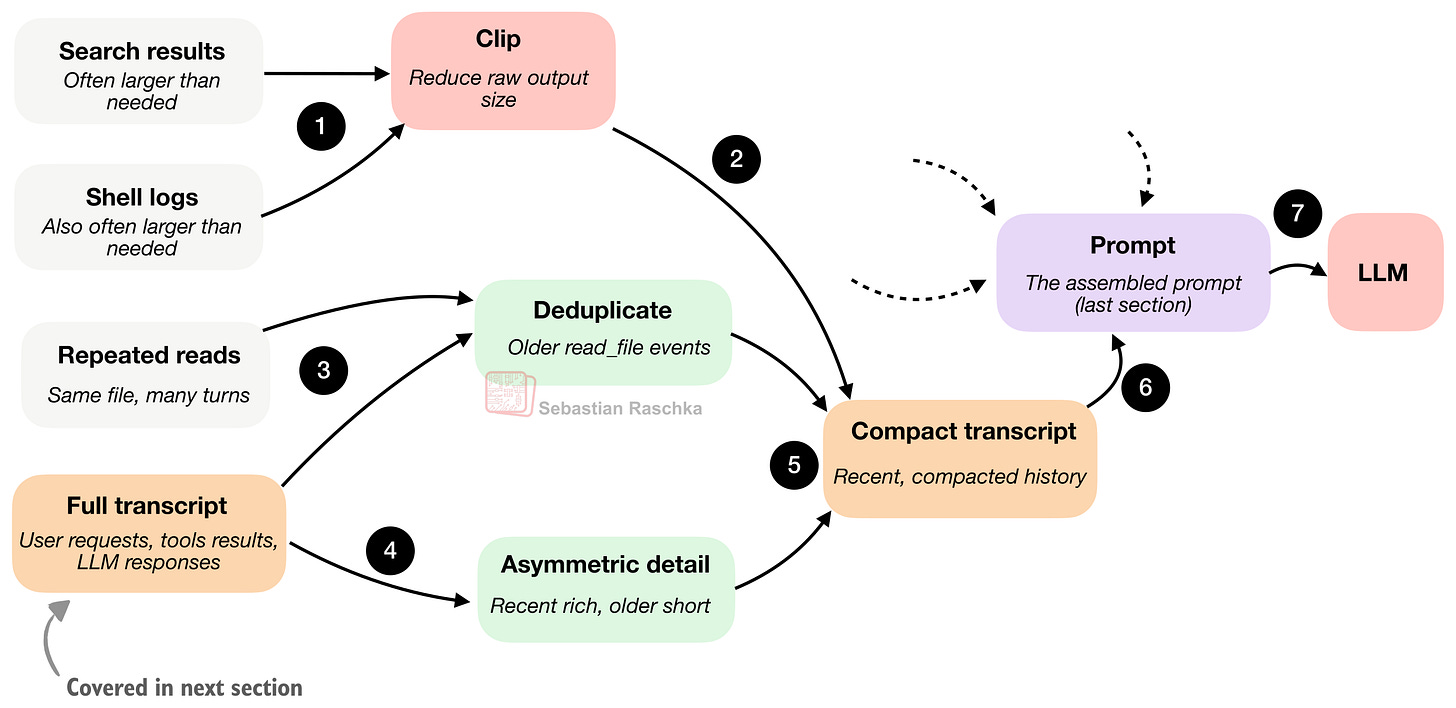 Search results
Often larger than
needed
1
Shell logs
Also often larger than
needed
Clip
Reduce raw output
size
2
Repeated reads
Same file, many turns
3
Full transcript
User requests, tools results,
LLM responses
Covered in next section
4
Deduplicate
Older read_file events
Sebastian Raschka
Asymmetric detail
Recent rich, older short
5
Compact transcript
Recent, compacted history
6
Prompt
The assembled prompt
(last section)
7
LLM